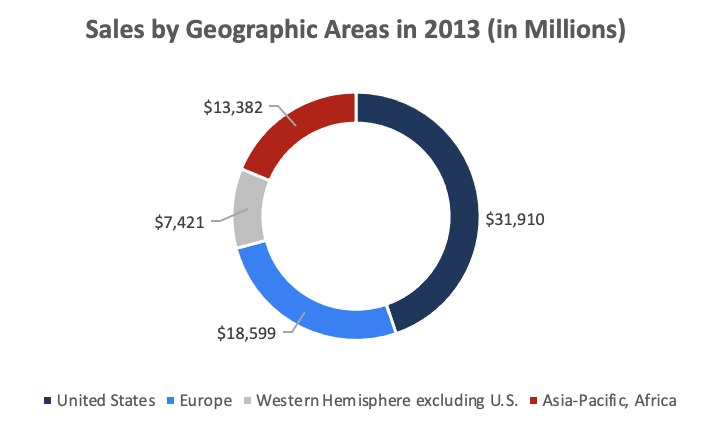 Sales by Geographic Areas in 2013 (in Millions)
$13,382
$31,910
$7,421
$18,599
United States Europe Western Hemisphere excluding U.S. Asia-Pacific, Africa